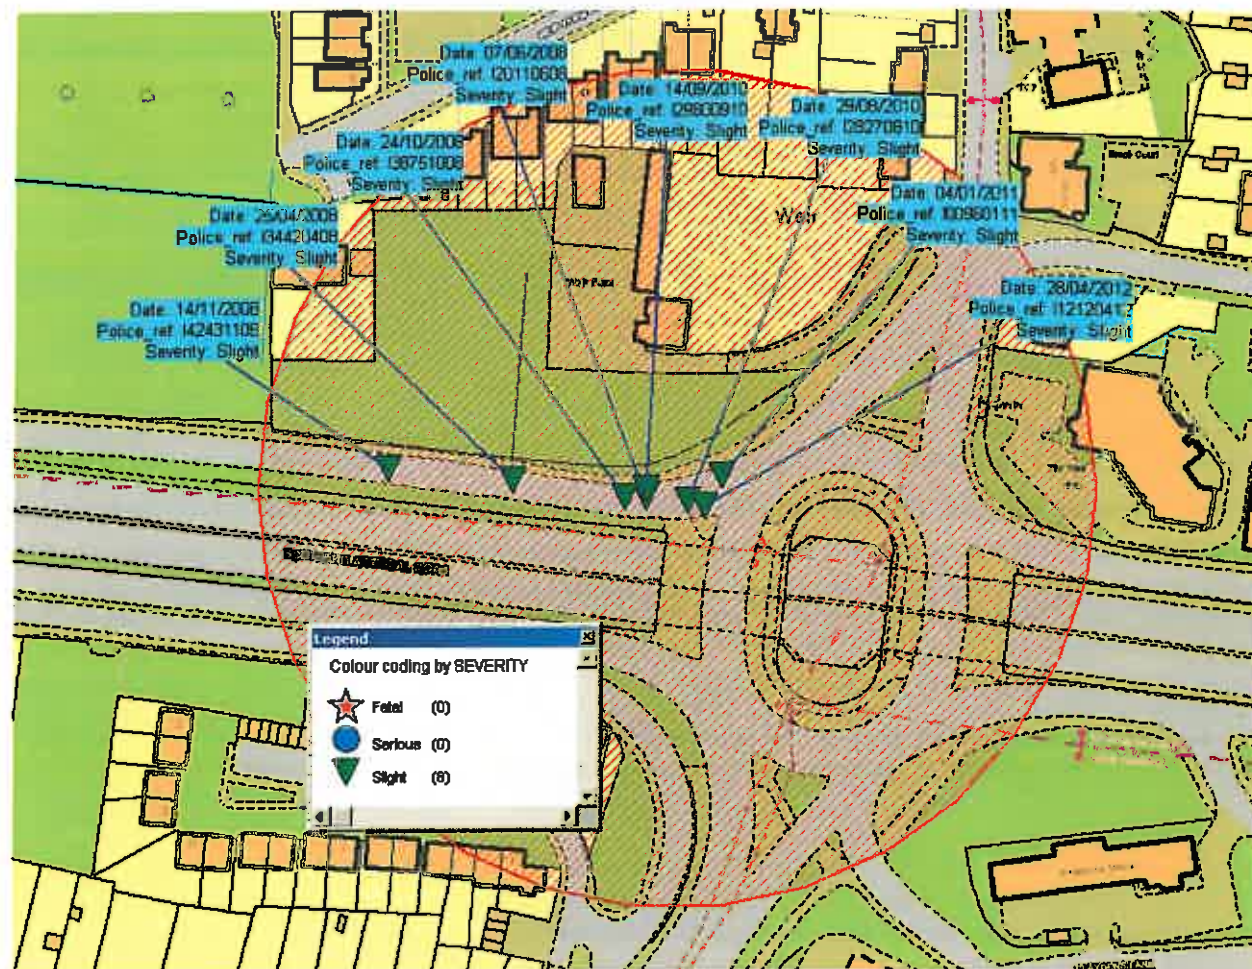 Date 07/06/2008
Police_ref I20110608
Severity Slight
Date 14/09/2010
Police_ref I29800910
Severity Slight
Date 29/08/2010
Police_ref I28270810
Severity Slight
Date 24/10/2008
Police_ref I38751008
Severity Slight
Date 04/01/2011
Police_ref I00960111
Severity Slight
Date 26/04/2008
Police_ref I34420408
Severity Slight
Date 28/04/2012
Police_ref I12120412
Severity Slight
Date 14/11/2008
Police_ref I42431108
Severity Slight
Weir
Legend
Colour coding by SEVERITY
Fatal (0)
Serious (0)
Slight (8)